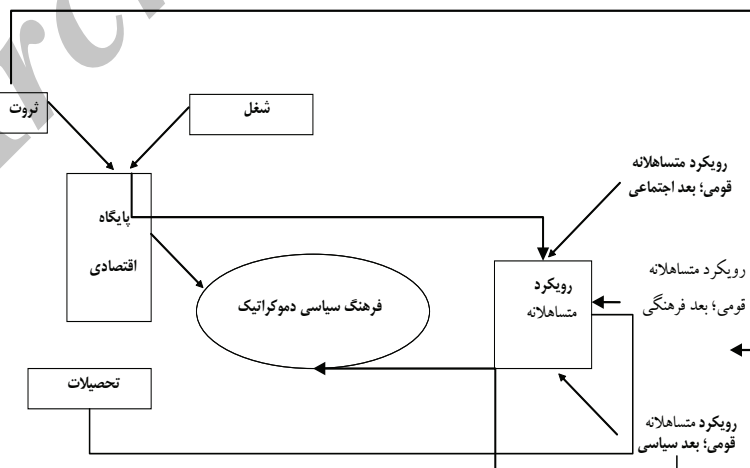 ثروت
شغل
رویکرد متساهلانه
قومی؛ بعد اجتماعی
پایگاه
اقتصادی
رویکرد متساهلانه
قومی؛ بعد فرهنگی
رویکرد
متساهلانه
فرهنگ سیاسی دموکراتیک
تحصیلات
رویکرد متساهلانه
قومی؛ بعد سیاسی